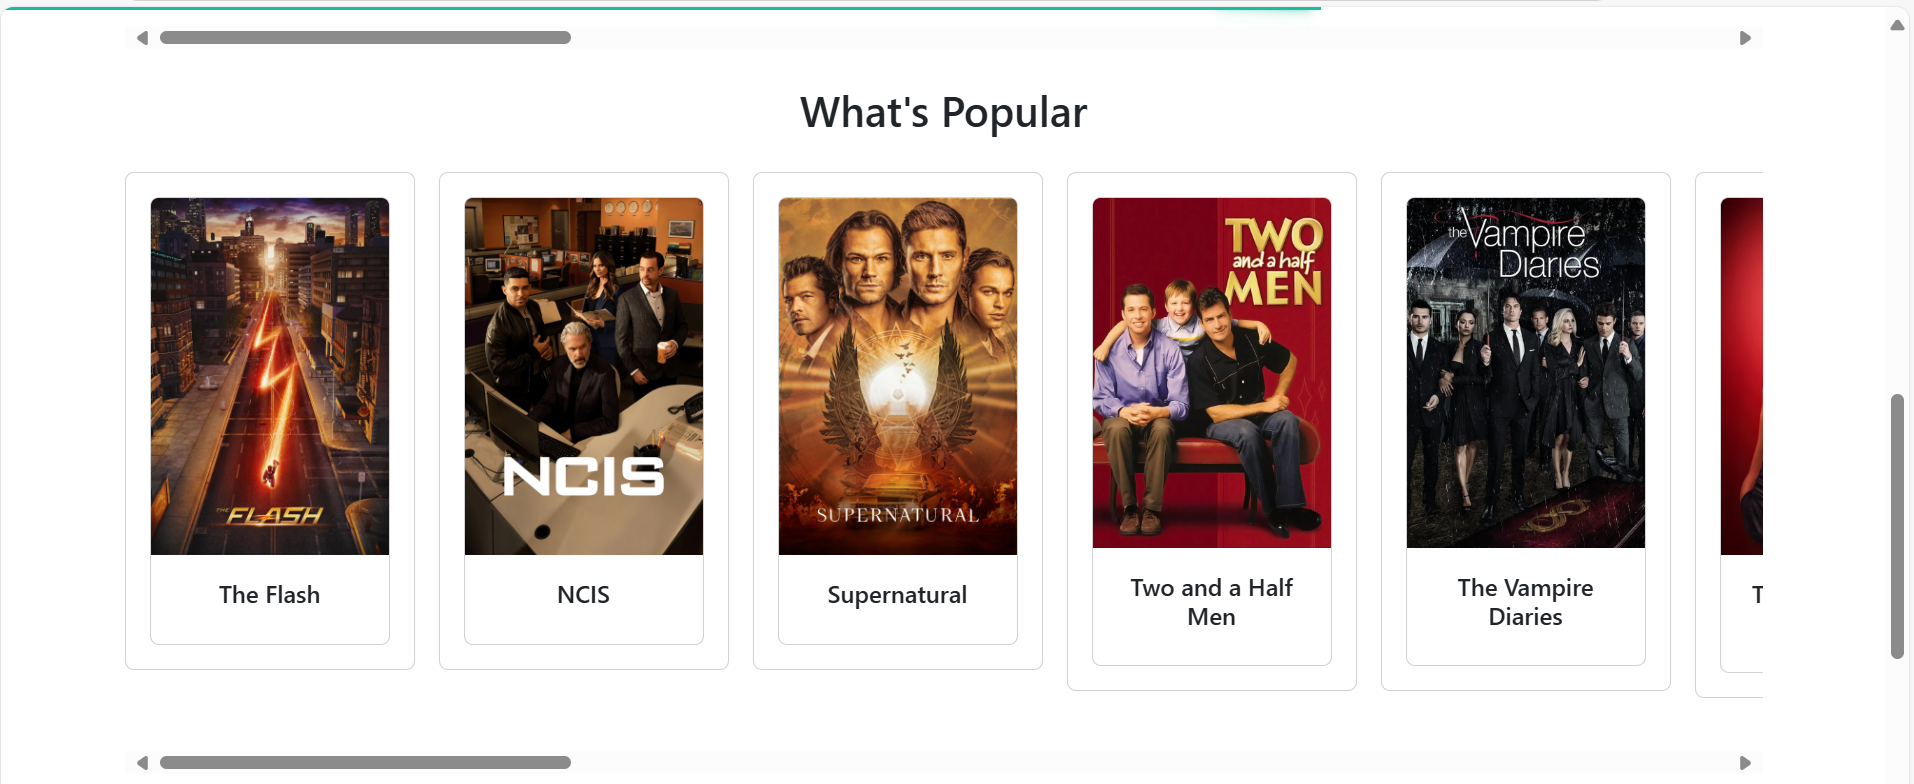 What's Popular
THE FLASH
NCIS
SUPERNATURAL
TWO
and a half
MEN
the Vampire
Diaries
The Flash
NCIS
Supernatural
Two and a Half
Men
The Vampire
Diaries
T